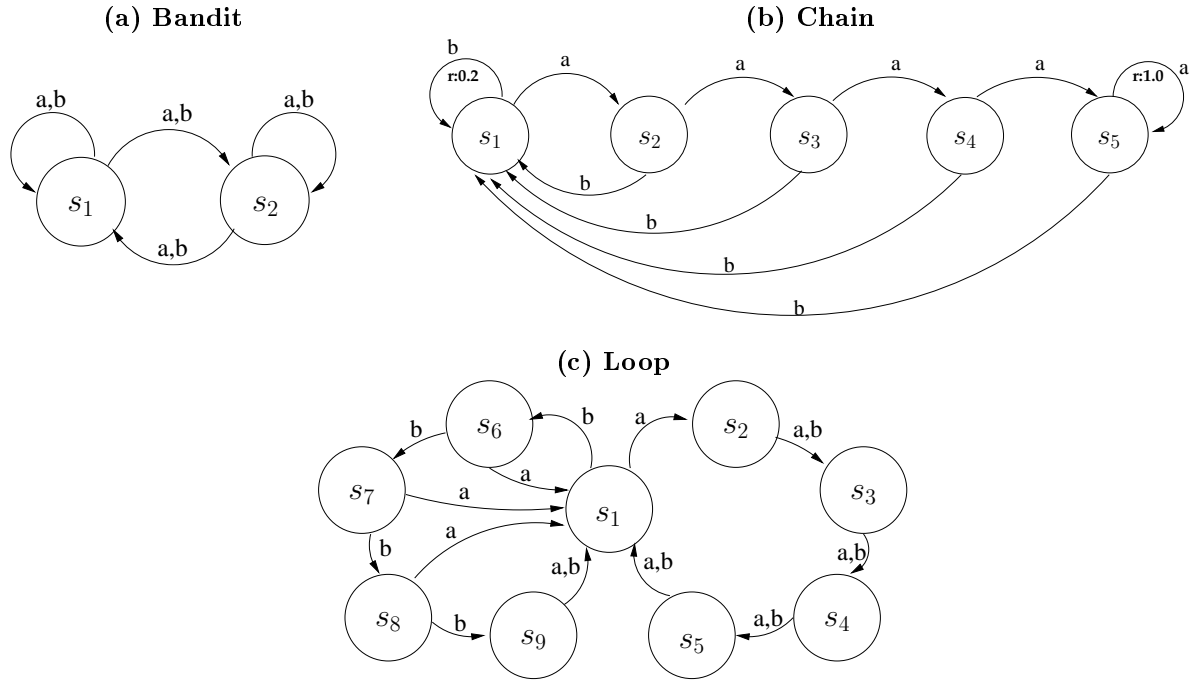 (a) Bandit
a,b
a,b
a,b
s1
s2
a,b
(b) Chain
b
r:0.2
a
a
a
a
r:1.0
a
s1
s2
s3
s4
s5
b
b
b
b
(c) Loop
s6
b
a
s2
b
a,b
a
s7
a
s1
s3
b
a
a,b
a,b
a,b
s8
b
s9
s5
a,b
s4